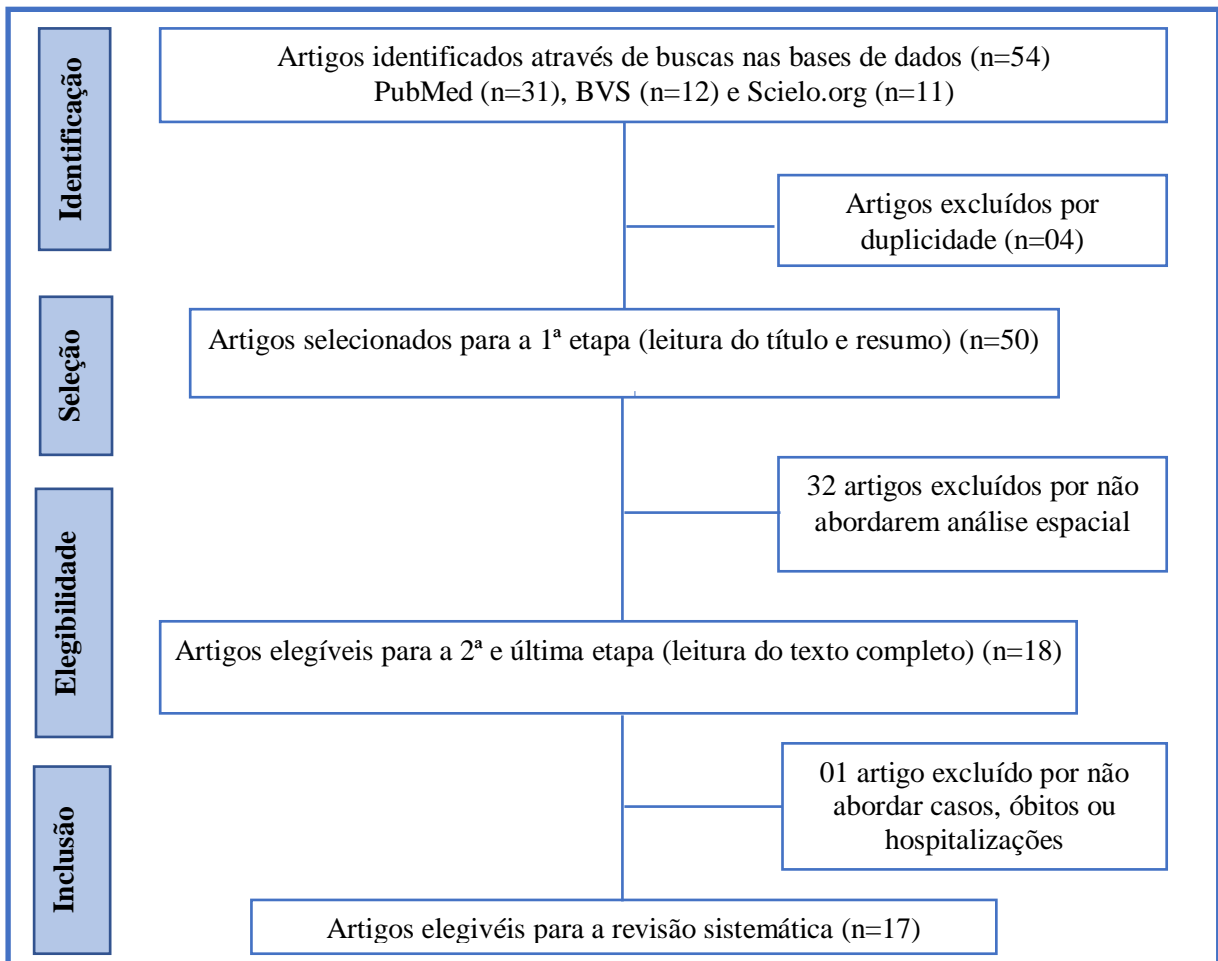 Identificação
Artigos identificados através de buscas nas bases de dados (n=54)
PubMed (n=31), BVS (n=12) e Scielo.org (n=11)
Artigos excluídos por
duplicidade (n=04)
Seleção
Artigos selecionados para a 1ª etapa (leitura do título e resumo) (n=50)
32 artigos excluídos por não
abordarem análise espacial
Elegibilidade
Artigos elegíveis para a 2ª e última etapa (leitura do texto completo) (n=18)
01 artigo excluído por não
abordar casos, óbitos ou
hospitalizações
Inclusão
Artigos elegivéis para a revisão sistemática (n=17)